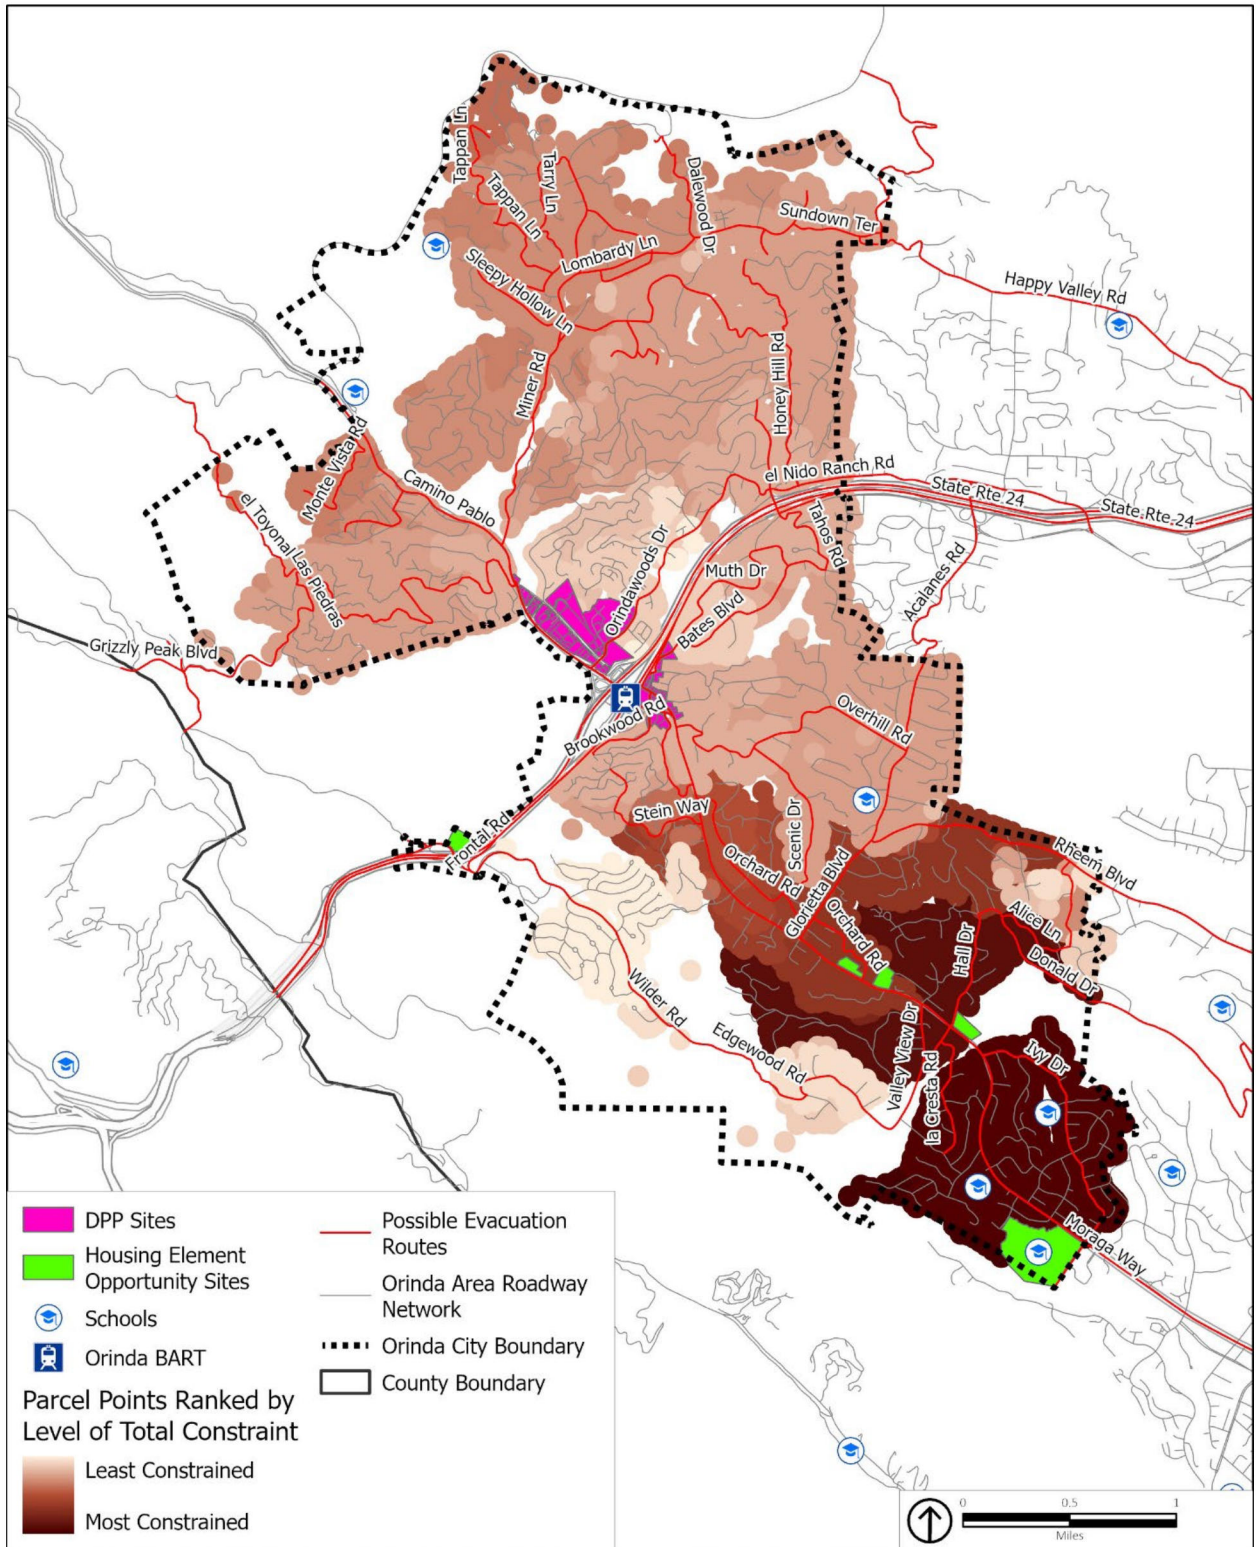 Tappan Ln
Tarry Ln
Tappan Ln
Dalewood Dr
Sundown Ter
Lombardy Ln
Sleepy Hollow Ln
Happy Valley Rd
Miner Rd
Honey Hill Rd
Monte Vista Rd
Camino Pablo
el Nido Ranch Rd
State Rte 24
State Rte 24
el Toyonal
Las Piedras
Orindawoods Dr
Tahos Rd
Muth Dr
Acalanes Rd
Bates Blvd
Grizzly Peak Blvd
Brookwood Rd
Overhill Rd
Stein Way
Scenic Dr
Frontal Rd
Orchard Rd
Glorietta Blvd
Rheem Blvd
Orchard Rd
Alice Ln
Hall Dr
Donald Dr
Wilder Rd
Edgewood Rd
Valley View Dr
la Cresta Rd
Ivy Dr
Moraga Way
DPP Sites
Housing Element
Opportunity Sites
Schools
Orinda BART
Parcel Points Ranked by
Level of Total Constraint
Least Constrained
Most Constrained
Possible Evacuation
Routes
Orinda Area Roadway
Network
Orinda City Boundary
County Boundary
0 0.5 1
Miles